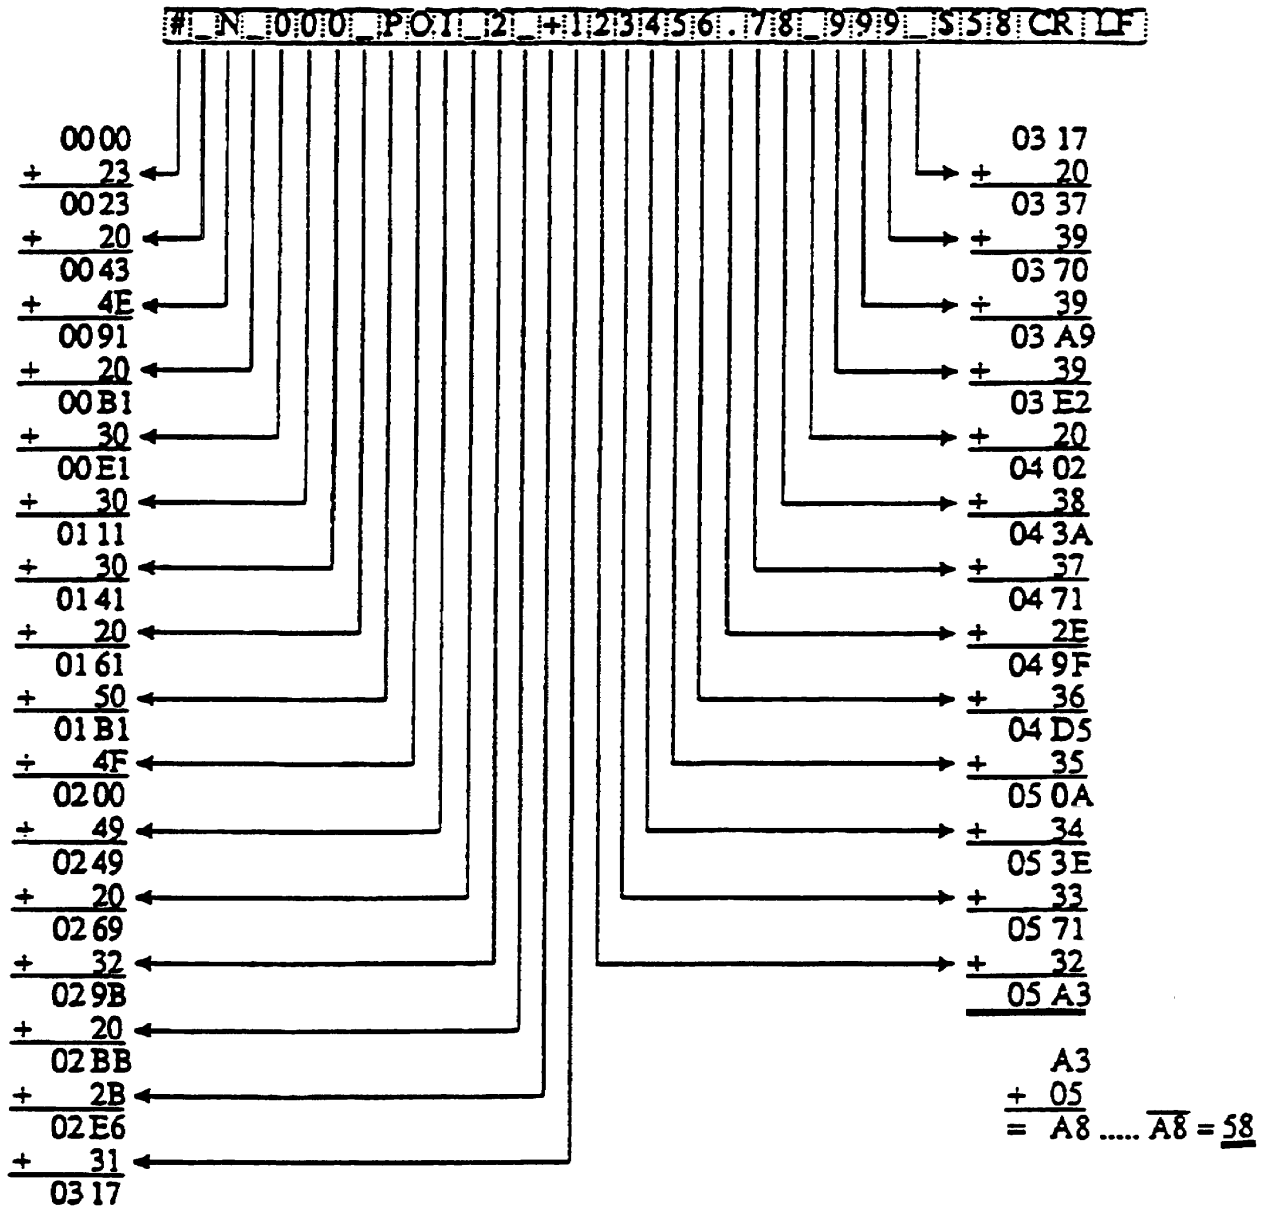 #_N_000_POI_2_+123456.78_999_S58 CR LF
00 00
+ 23
00 23
+ 20
00 43
+ 4E
00 91
+ 20
00 B1
+ 30
00 E1
+ 30
01 11
+ 30
01 41
+ 20
01 61
+ 50
01 B1
+ 4F
02 00
+ 49
02 49
+ 20
02 69
+ 32
02 9B
+ 20
02 BB
+ 2B
02 E6
+ 31
03 17
03 17
+ 20
03 37
+ 39
03 70
+ 39
03 A9
+ 39
03 E2
+ 20
04 02
+ 38
04 3A
+ 37
04 71
+ 2E
04 9F
+ 36
04 D5
+ 35
05 0A
+ 34
05 3E
+ 33
05 71
+ 32
05 A3
A3
+ 05
= A8 ..... A8 = 58